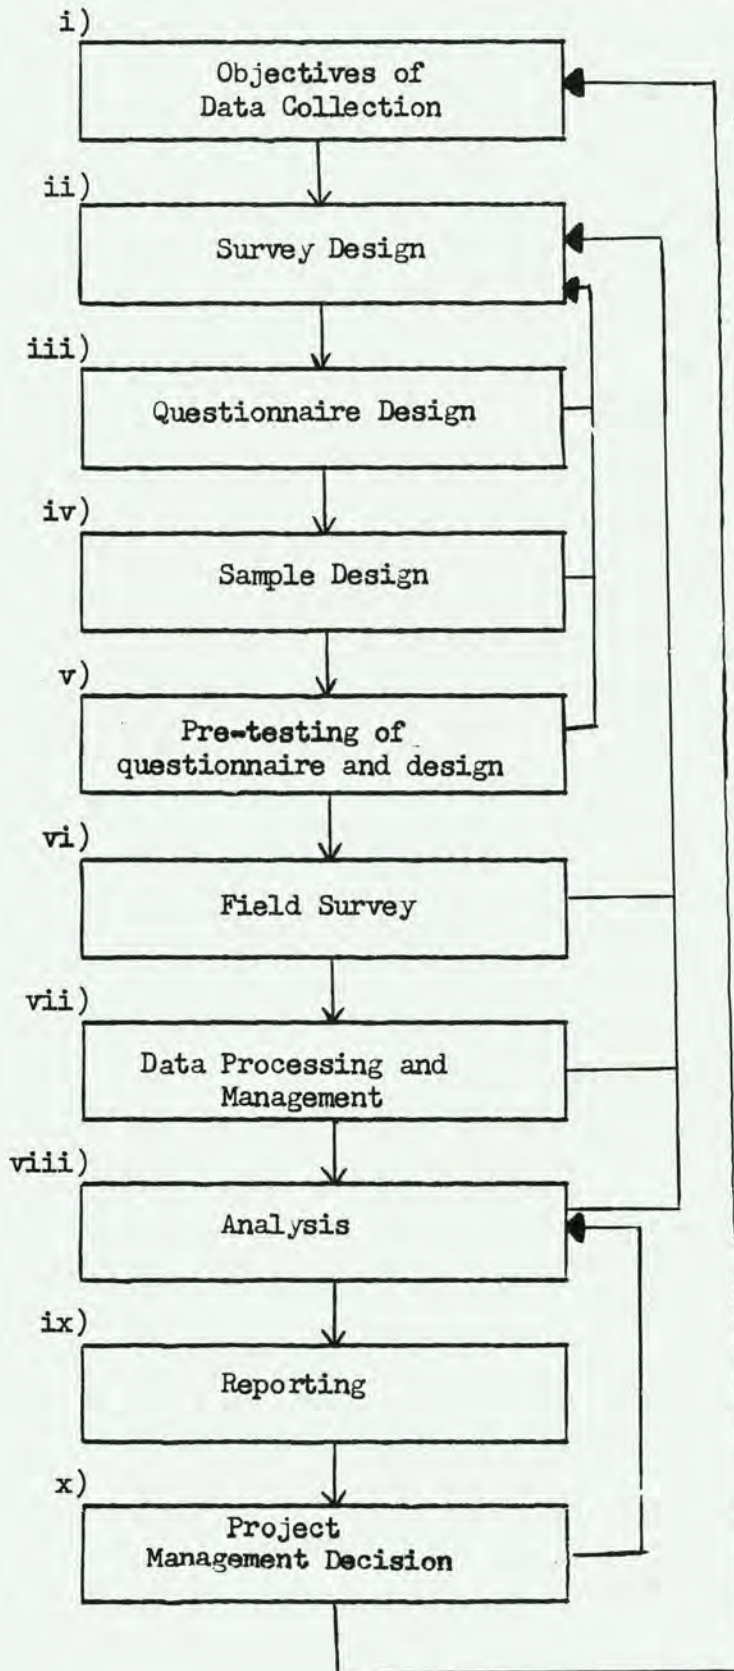 i)
Objectives of
Data Collection
ii)
Survey Design
iii)
Questionnaire Design
iv)
Sample Design
v)
Pre-testing of
questionnaire and design
vi)
Field Survey
vii)
Data Processing and
Management
viii)
Analysis
ix)
Reporting
x)
Project
Management Decision